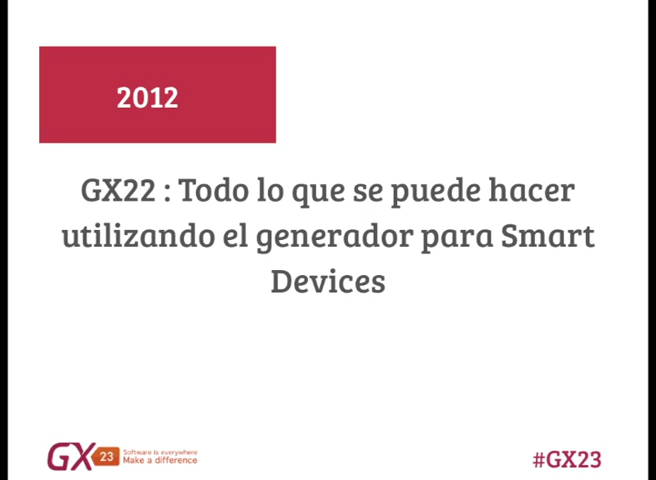 2012
GX22 : Todo lo que se puede hacer
utilizando el generador para Smart
Devices
GX 23 Software is everywhere
Make a difference
#GX23